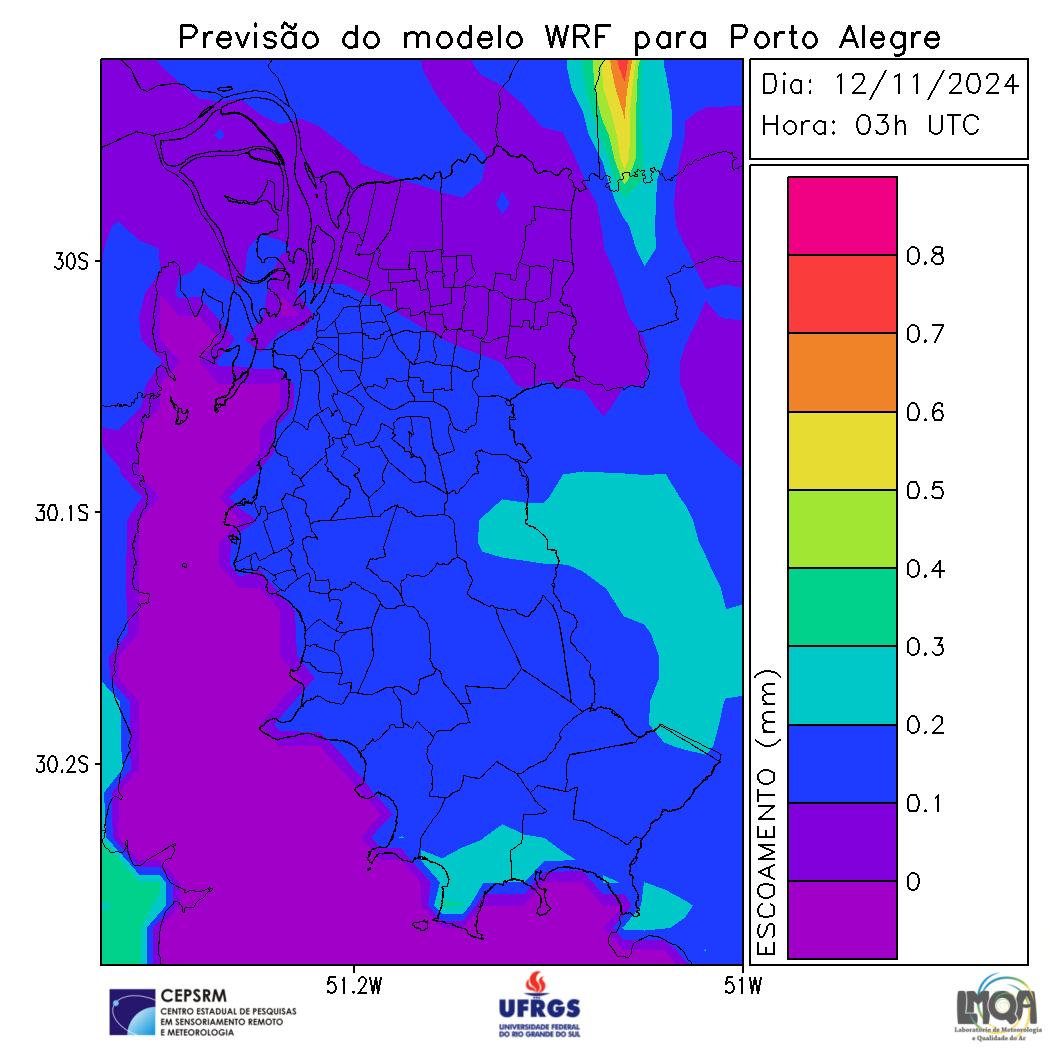 Previsão do modelo WRF para Porto Alegre
Dia: 12/11/2024
Hora: 03h UTC
30S
30.1S
30.2S
51.2W
51W
ESCOAMENTO (mm)
0.8
0.7
0.6
0.5
0.4
0.3
0.2
0.1
0
CEPSRM
CENTRO ESTADUAL DE PESQUISAS
EM SENSORIAMENTO REMOTO
E METEOROLOGIA
UFRGS
UNIVERSIDADE FEDERAL
DO RIO GRANDE DO SUL
LMQA
Laboratório de Meteorologia
e Qualidade do Ar